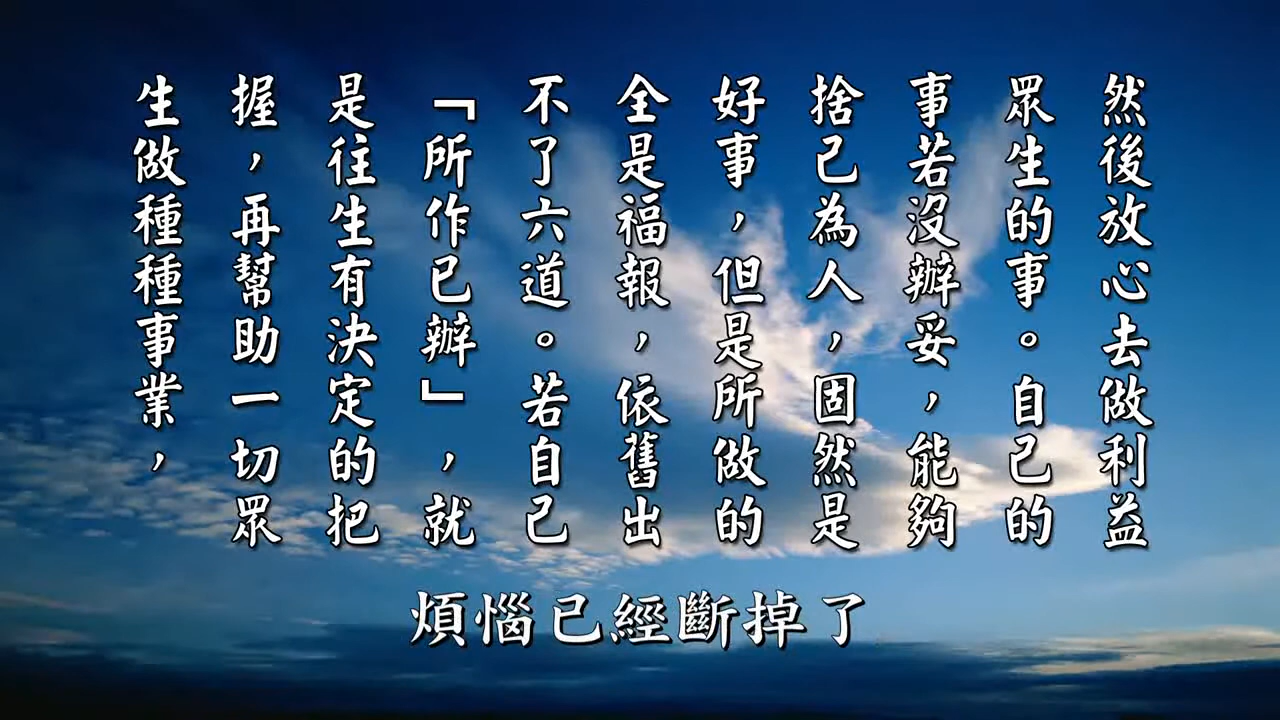 然後放心去做利益
眾生的事。自己的
事若沒辦妥，能夠
捨己為人，固然是
好事，但是所做的
全是福報，依舊出
不了六道。若自己
「所作已辦」，就
是往生有決定的把
握，再幫助一切眾
生做種種事業，
煩惱已經斷掉了